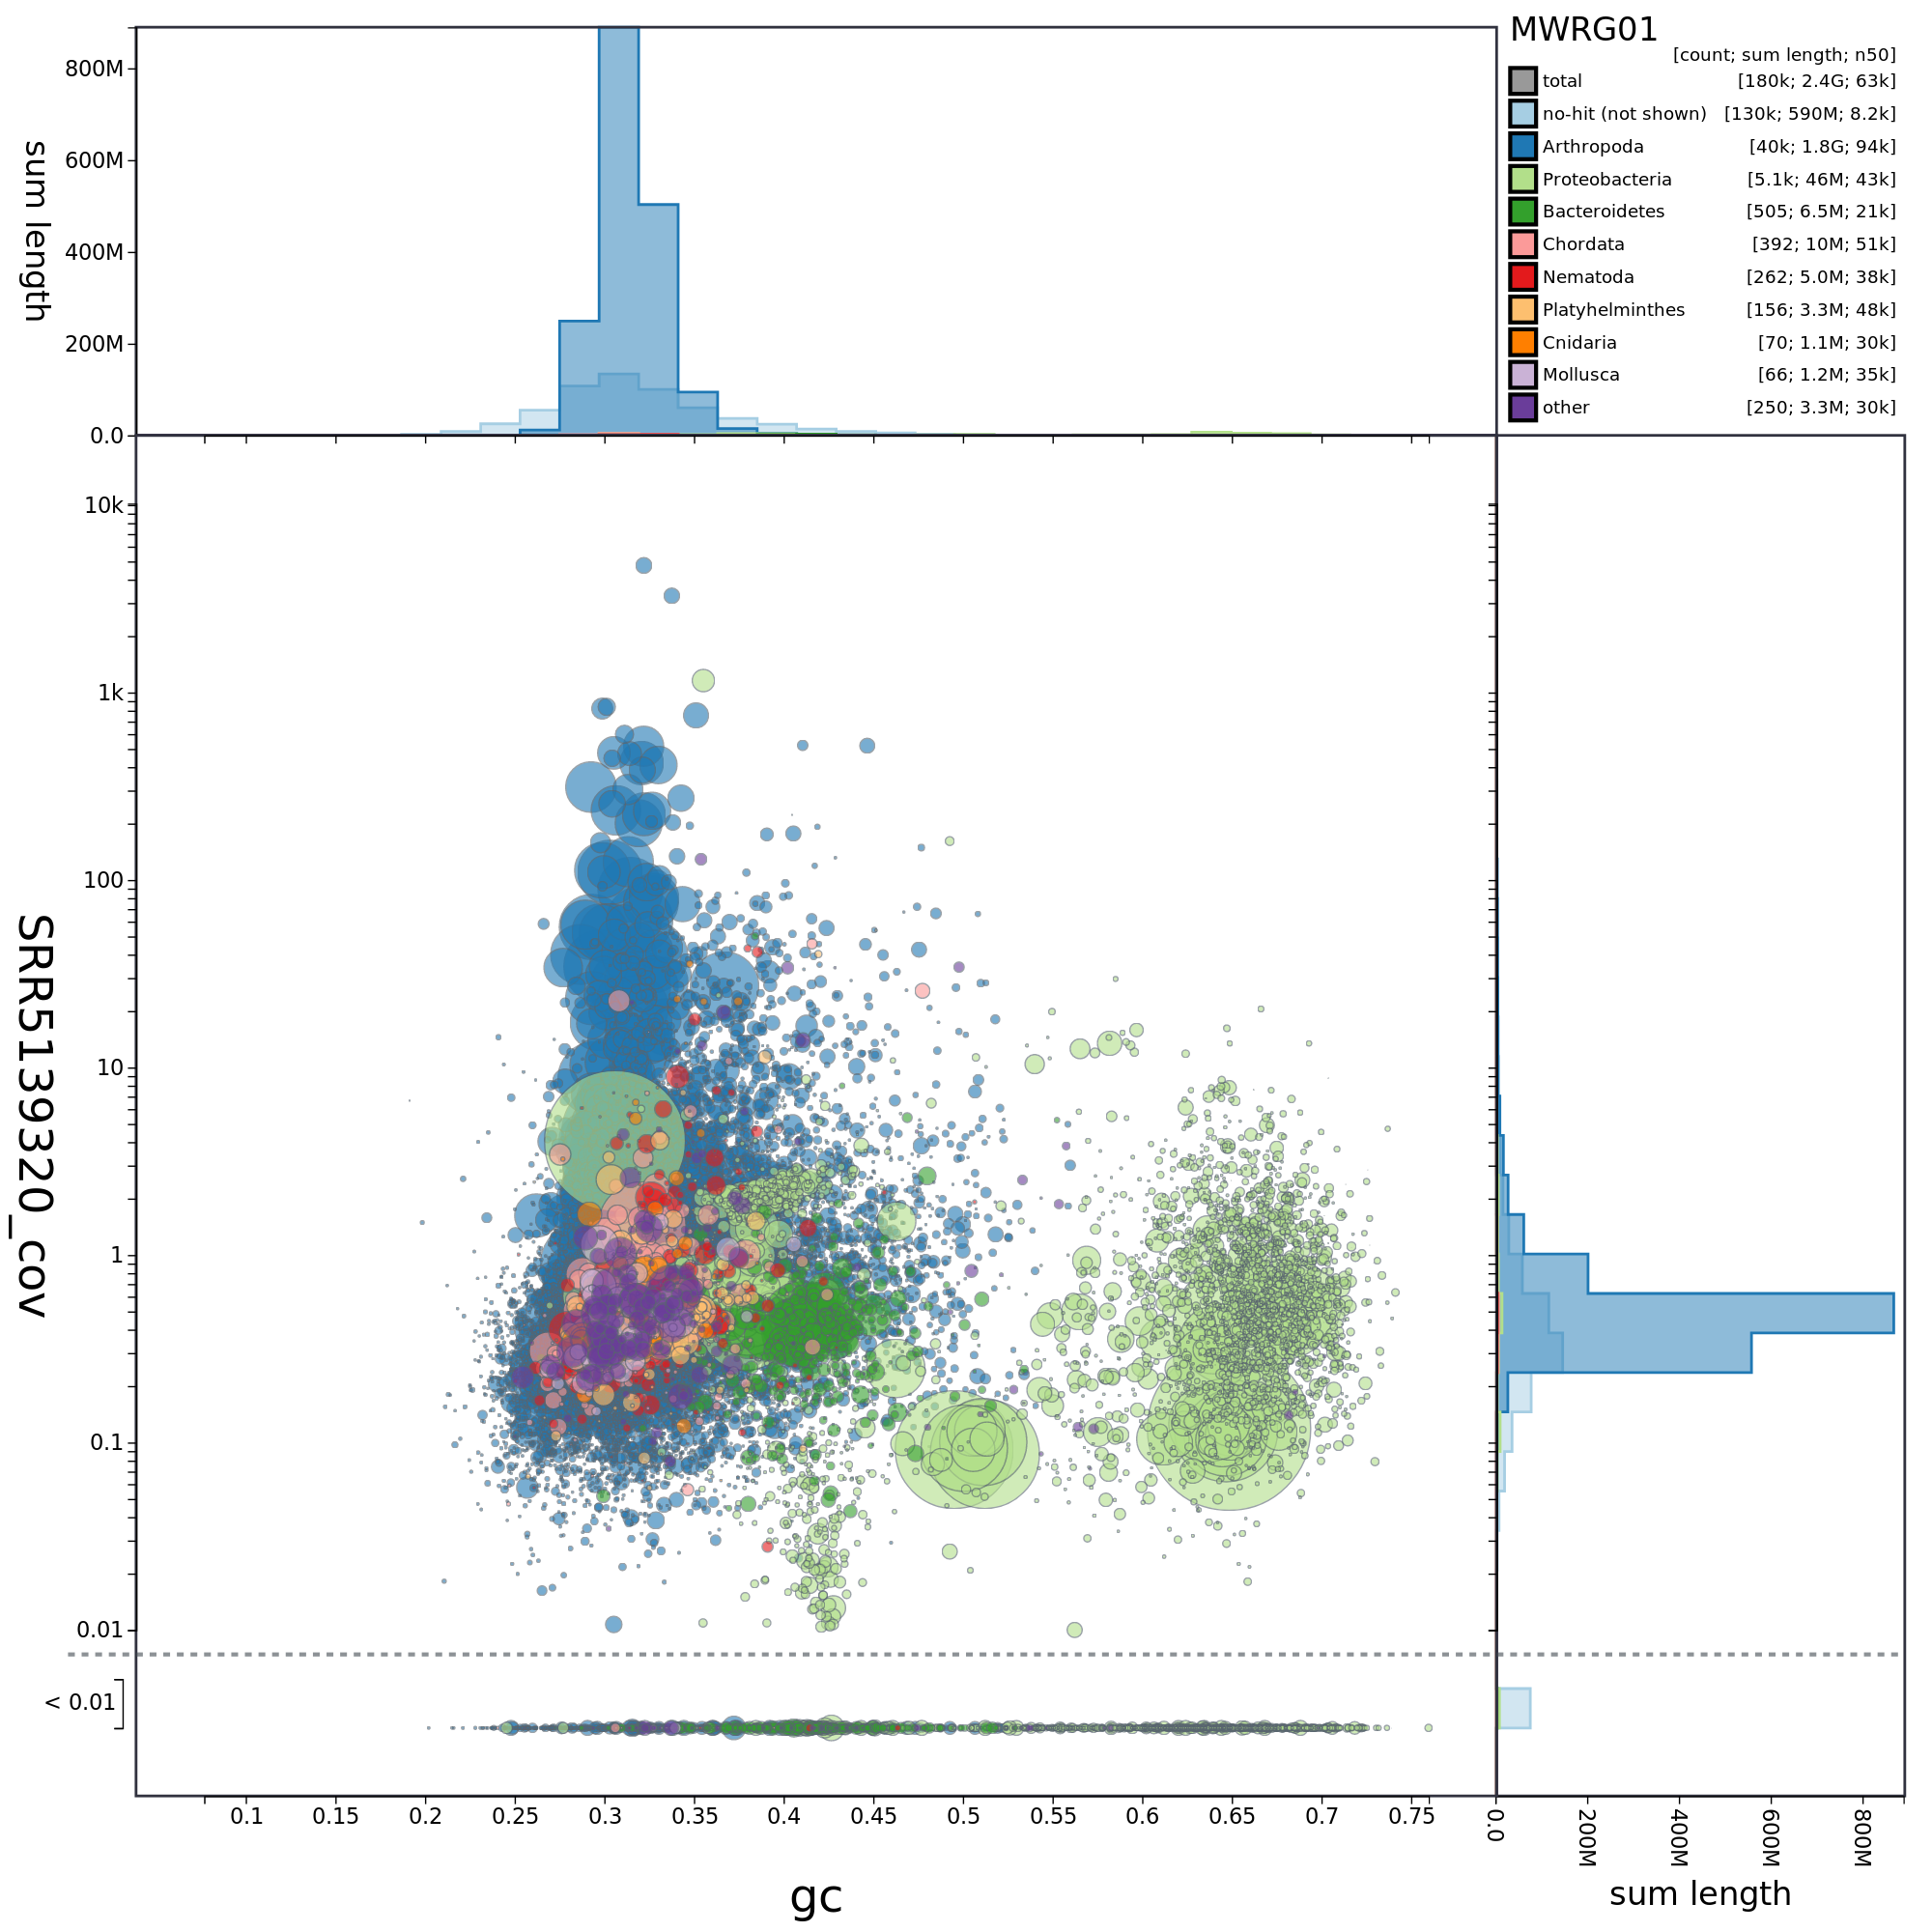 MWRG01
[count; sum length; n50]
total [180k; 2.4G; 63k]
no-hit (not shown) [130k; 590M; 8.2k]
Arthropoda [40k; 1.8G; 94k]
Proteobacteria [5.1k; 46M; 43k]
Bacteroidetes [505; 6.5M; 21k]
Chordata [392; 10M; 51k]
Nematoda [262; 5.0M; 38k]
Platyhelminthes [156; 3.3M; 48k]
Cnidaria [70; 1.1M; 30k]
Mollusca [66; 1.2M; 35k]
other [250; 3.3M; 30k]
sum length
800M
600M
400M
200M
0.0
SRR5139320_cov
10k
1k
100
10
1
0.1
0.01
< 0.01
0.1 0.15 0.2 0.25 0.3 0.35 0.4 0.45 0.5 0.55 0.6 0.65 0.7 0.75
gc
0.0 200M 400M 600M 800M
sum length